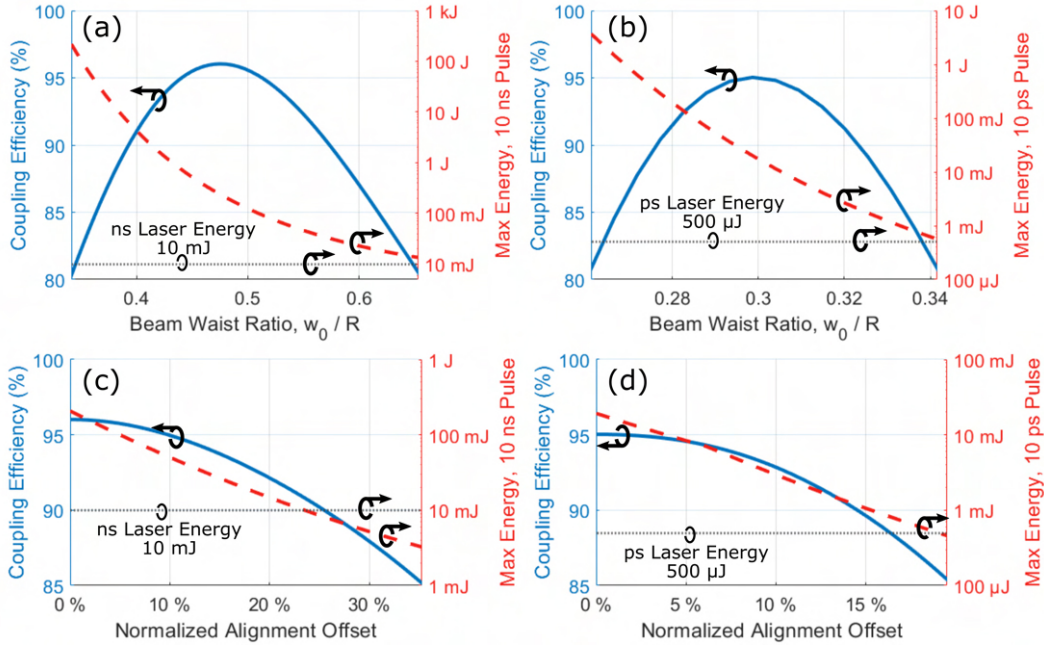 (a)
Coupling Efficiency (%)
100
95
90
85
80
ns Laser Energy
10 mJ
0.4
0.5
0.6
Beam Waist Ratio, w0 / R
1 kJ
100 J
10 J
1 J
100 mJ
10 mJ
Max Energy, 10 ns Pulse
(b)
Coupling Efficiency (%)
100
95
90
85
80
ps Laser Energy
500 μJ
0.28
0.3
0.32
0.34
Beam Waist Ratio, w0 / R
10 J
1 J
100 mJ
10 mJ
1 mJ
100 μJ
Max Energy, 10 ps Pulse
(c)
Coupling Efficiency (%)
100
95
90
85
ns Laser Energy
10 mJ
0 %
10 %
20 %
30 %
Normalized Alignment Offset
1 J
100 mJ
10 mJ
1 mJ
Max Energy, 10 ns Pulse
(d)
Coupling Efficiency (%)
100
95
90
85
ps Laser Energy
500 μJ
0 %
5 %
10 %
15 %
Normalized Alignment Offset
100 mJ
10 mJ
1 mJ
100 μJ
Max Energy, 10 ps Pulse